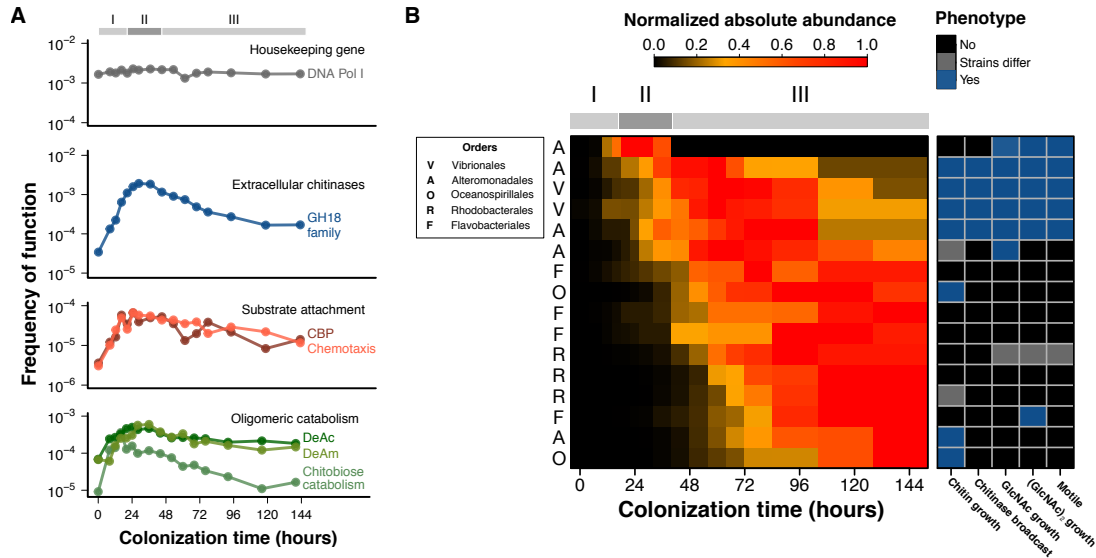 A
I II III
Housekeeping gene
DNA Pol I
10⁻²
10⁻³
10⁻⁴
Extracellular chitinases
GH18
family
10⁻²
10⁻³
10⁻⁴
10⁻⁵
Substrate attachment
CBP
Chemotaxis
10⁻⁴
10⁻⁵
10⁻⁶
Oligomeric catabolism
DeAc
DeAm
Chitobiose
catabolism
10⁻³
10⁻⁴
10⁻⁵
Frequency of function
0 24 48 72 96 120 144
Colonization time (hours)
B
Normalized absolute abundance
0.0 0.2 0.4 0.6 0.8 1.0
I II III
Orders
V Vibrionales
A Alteromonadales
O Oceanospirillales
R Rhodobacterales
F Flavobacteriales
A
A
V
V
A
A
F
O
F
F
R
R
R
F
A
O
0 24 48 72 96 120 144
Colonization time (hours)
Phenotype
No
Strains differ
Yes
Chitin growth
Chitinase broadcast
GlcNAc growth
(GlcNAc)₂ growth
Motile